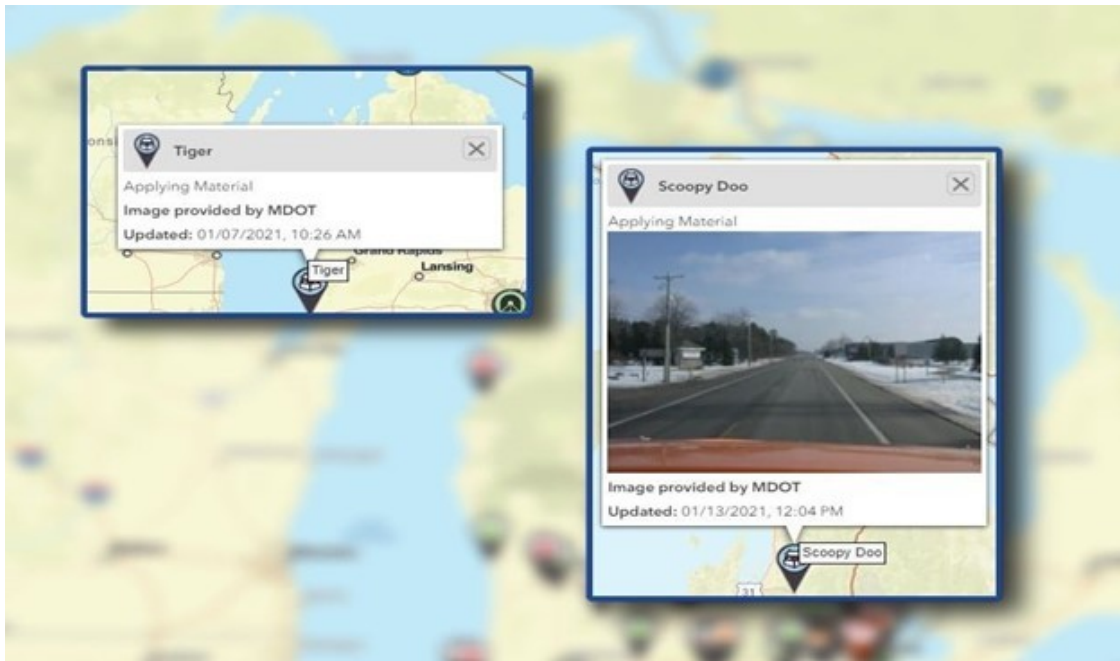 Tiger
Applying Material
Image provided by MDOT
Updated: 01/07/2021, 10:26 AM
Grand Rapids
Tiger
Lansing
Scoopy Doo
Applying Material
Image provided by MDOT
Updated: 01/13/2021, 12:04 PM
Scoopy Doo
31